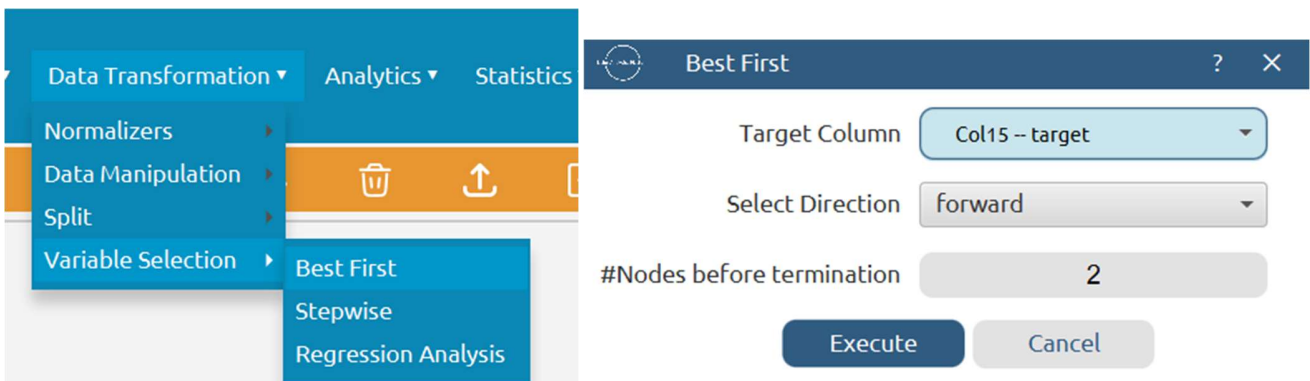 Data Transformation ▾ Analytics ▾ Statistics
Normalizers
Data Manipulation
Split
Variable Selection
Best First
Stepwise
Regression Analysis
Best First ? ×
Target Column Col15 -- target
Select Direction forward
#Nodes before termination 2
Execute Cancel